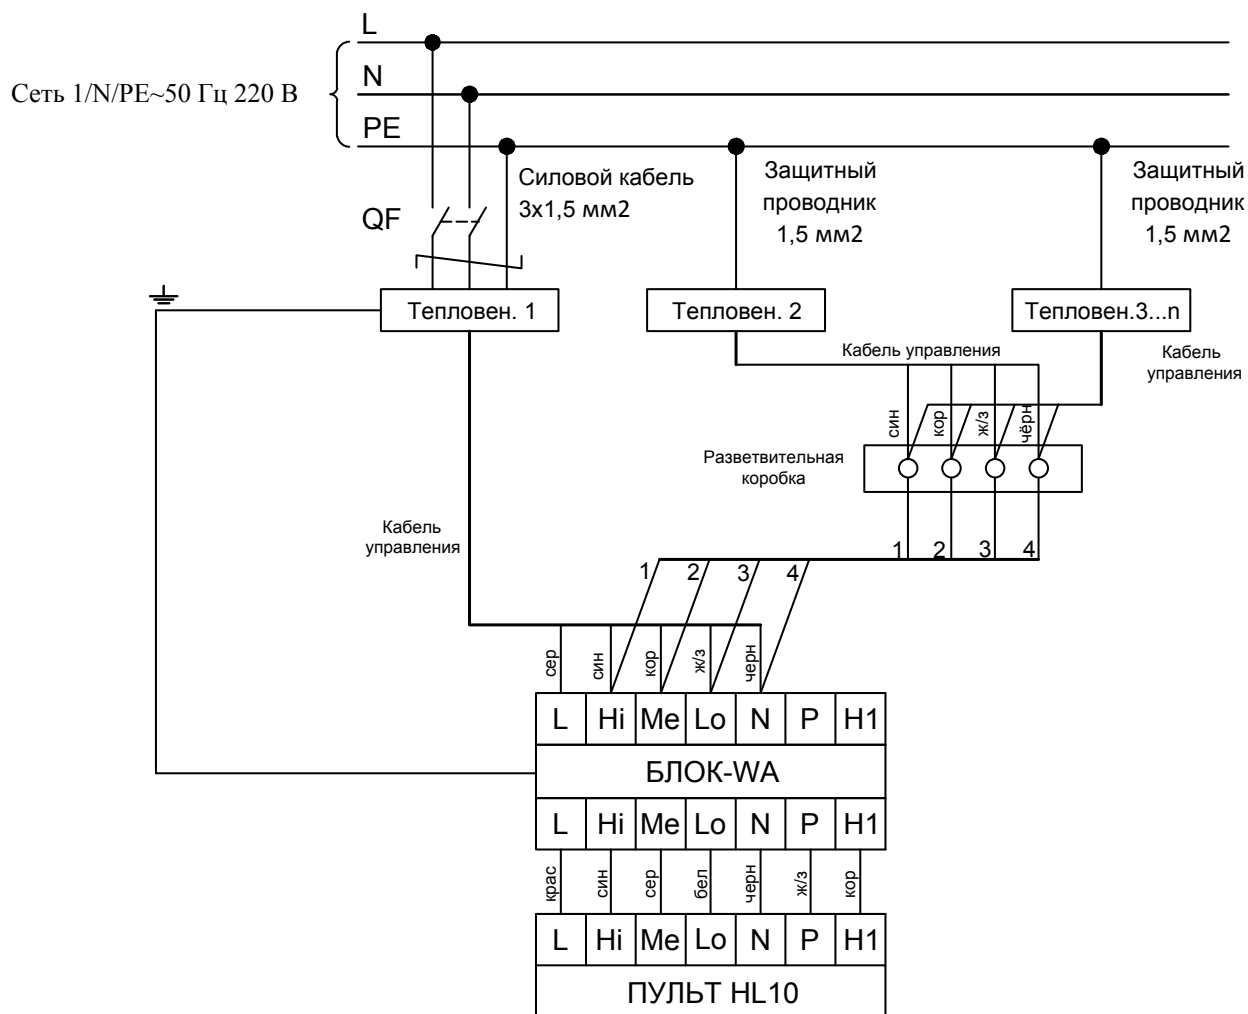 L
Сеть 1/N/PE~50 Гц 220 В
N
PE
Силовой кабель
3х1,5 мм2
Защитный
проводник
1,5 мм2
Защитный
проводник
1,5 мм2
QF
Тепловен. 1
Тепловен. 2
Тепловен.3...n
Кабель управления
Кабель
управления
син
кор
ж/з
чёрн
Разветвительная
коробка
Кабель
управления
1 2 3 4
1 2 3 4
сер
син
кор
ж/з
черн
L Hi Me Lo N P H1
БЛОК-WA
L Hi Me Lo N P H1
крас
син
сер
бел
черн
ж/з
кор
L Hi Me Lo N P H1
ПУЛЬТ HL10